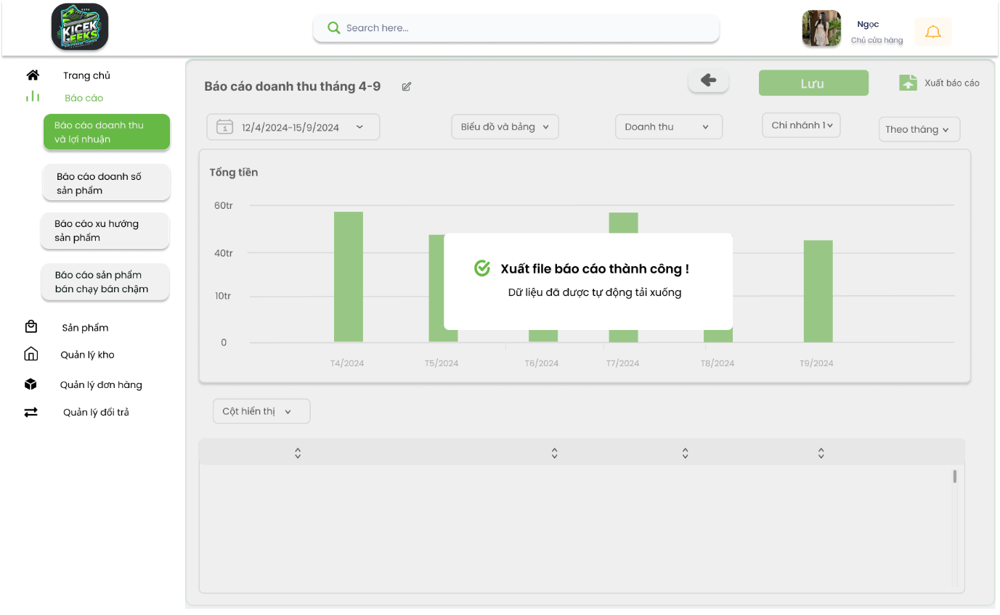 KICEK
GEEKS
Search here...
Ngọc
Chủ cửa hàng
Trang chủ
Báo cáo
Báo cáo doanh thu
và lợi nhuận
Báo cáo doanh số
sản phẩm
Báo cáo xu hướng
sản phẩm
Báo cáo sản phẩm
bán chạy bán chậm
Sản phẩm
Quản lý kho
Quản lý đơn hàng
Quản lý đổi trả
Báo cáo doanh thu tháng 4-9
Lưu
Xuất báo cáo
1
12/4/2024-15/9/2024
Biểu đồ và bảng
Doanh thu
Chi nhánh 1
Theo tháng
Tổng tiền
60tr
40tr
10tr
0
T4/2024
T5/2024
T6/2024
T7/2024
T8/2024
T9/2024
Xuất file báo cáo thành công !
Dữ liệu đã được tự động tải xuống
Cột hiển thị